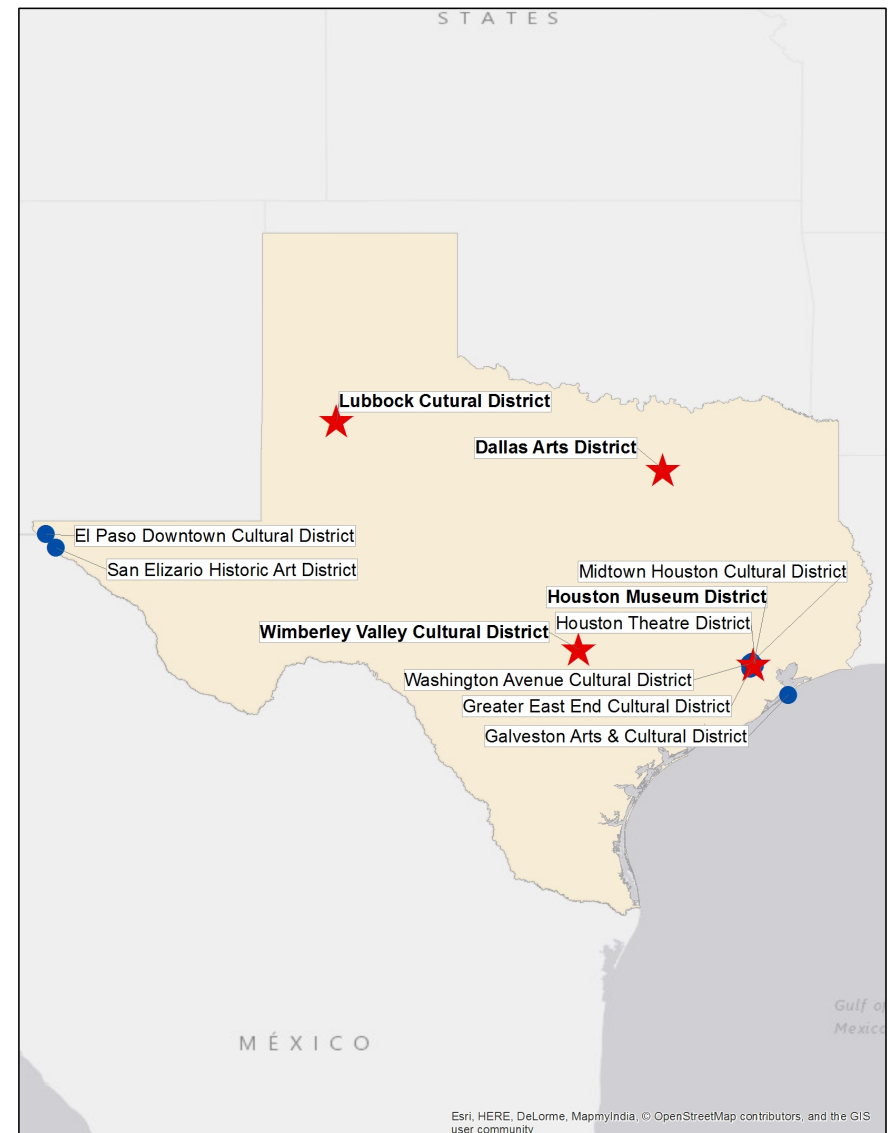 STATES
Lubbock Cutural District
Dallas Arts District
El Paso Downtown Cultural District
San Elizario Historic Art District
Midtown Houston Cultural District
Houston Museum District
Houston Theatre District
Wimberley Valley Cultural District
Washington Avenue Cultural District
Greater East End Cultural District
Galveston Arts & Cultural District
Gulf of
Mexico
MÉXICO
Esri, HERE, DeLorme, MapmyIndia, © OpenStreetMap contributors, and the GIS
user community